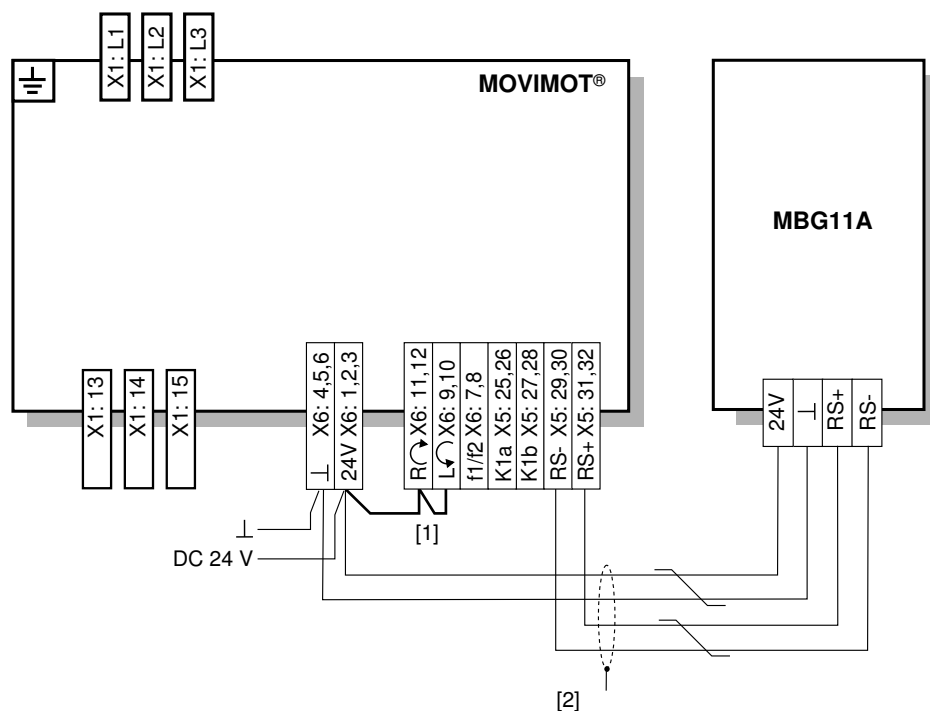 X1: L1
X1: L2
X1: L3
MOVIMOT®
MBG11A
X1: 13
X1: 14
X1: 15
⊥ X6: 4,5,6
24V X6: 1,2,3
R X6: 11,12
L X6: 9,10
f1/f2 X6: 7,8
K1a X5: 25,26
K1b X5: 27,28
RS- X5: 29,30
RS+ X5: 31,32
24V
⊥
RS+
RS-
⊥
[1]
DC 24 V
[2]